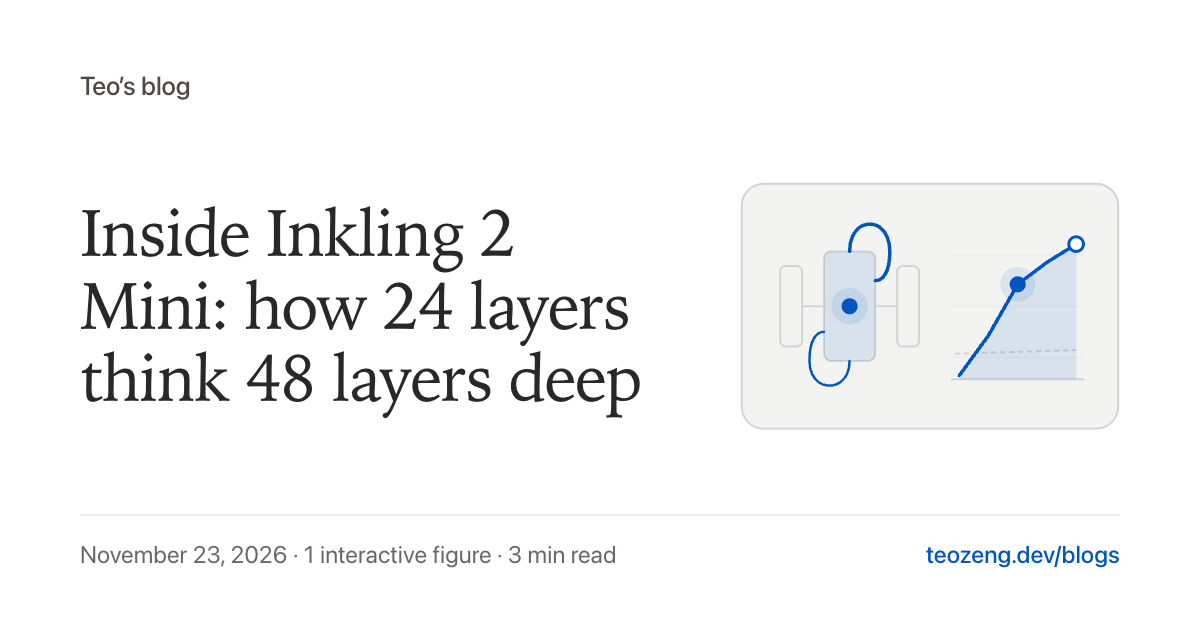 Teo’s blog
Inside Inkling 2
Mini: how 24 layers
think 48 layers deep
November 23, 2026 · 1 interactive figure · 3 min read
teozeng.dev/blogs